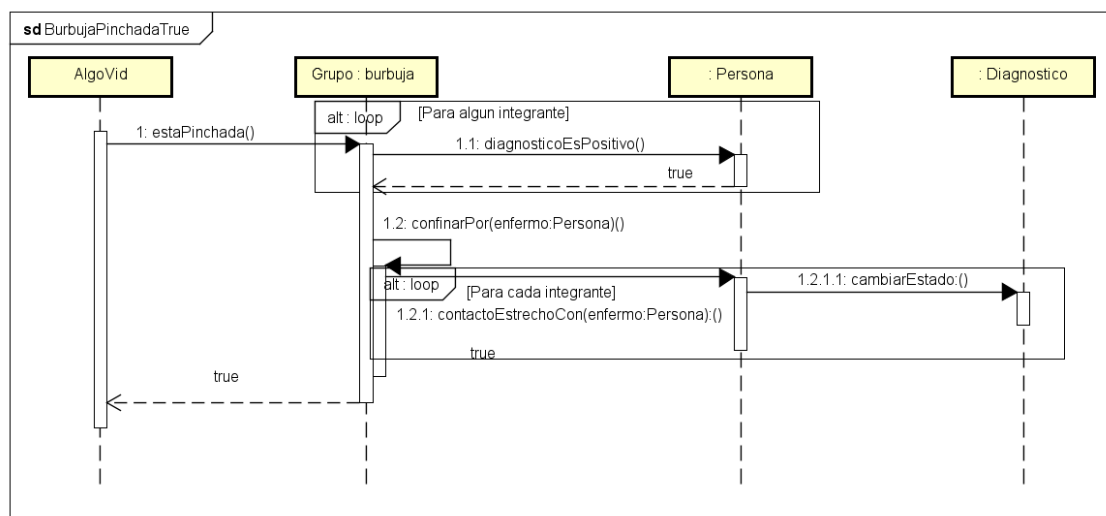 sd BurbujaPinchadaTrue
AlgoVid
Grupo : burbuja
: Persona
: Diagnostico
alt : loop
[Para algun integrante]
1: estaPinchada()
1.1: diagnosticoEsPositivo()
true
1.2: confinarPor(enfermo:Persona)()
alt : loop
[Para cada integrante]
1.2.1.1: cambiarEstado:()
1.2.1: contactoEstrechoCon(enfermo:Persona):()
true
true